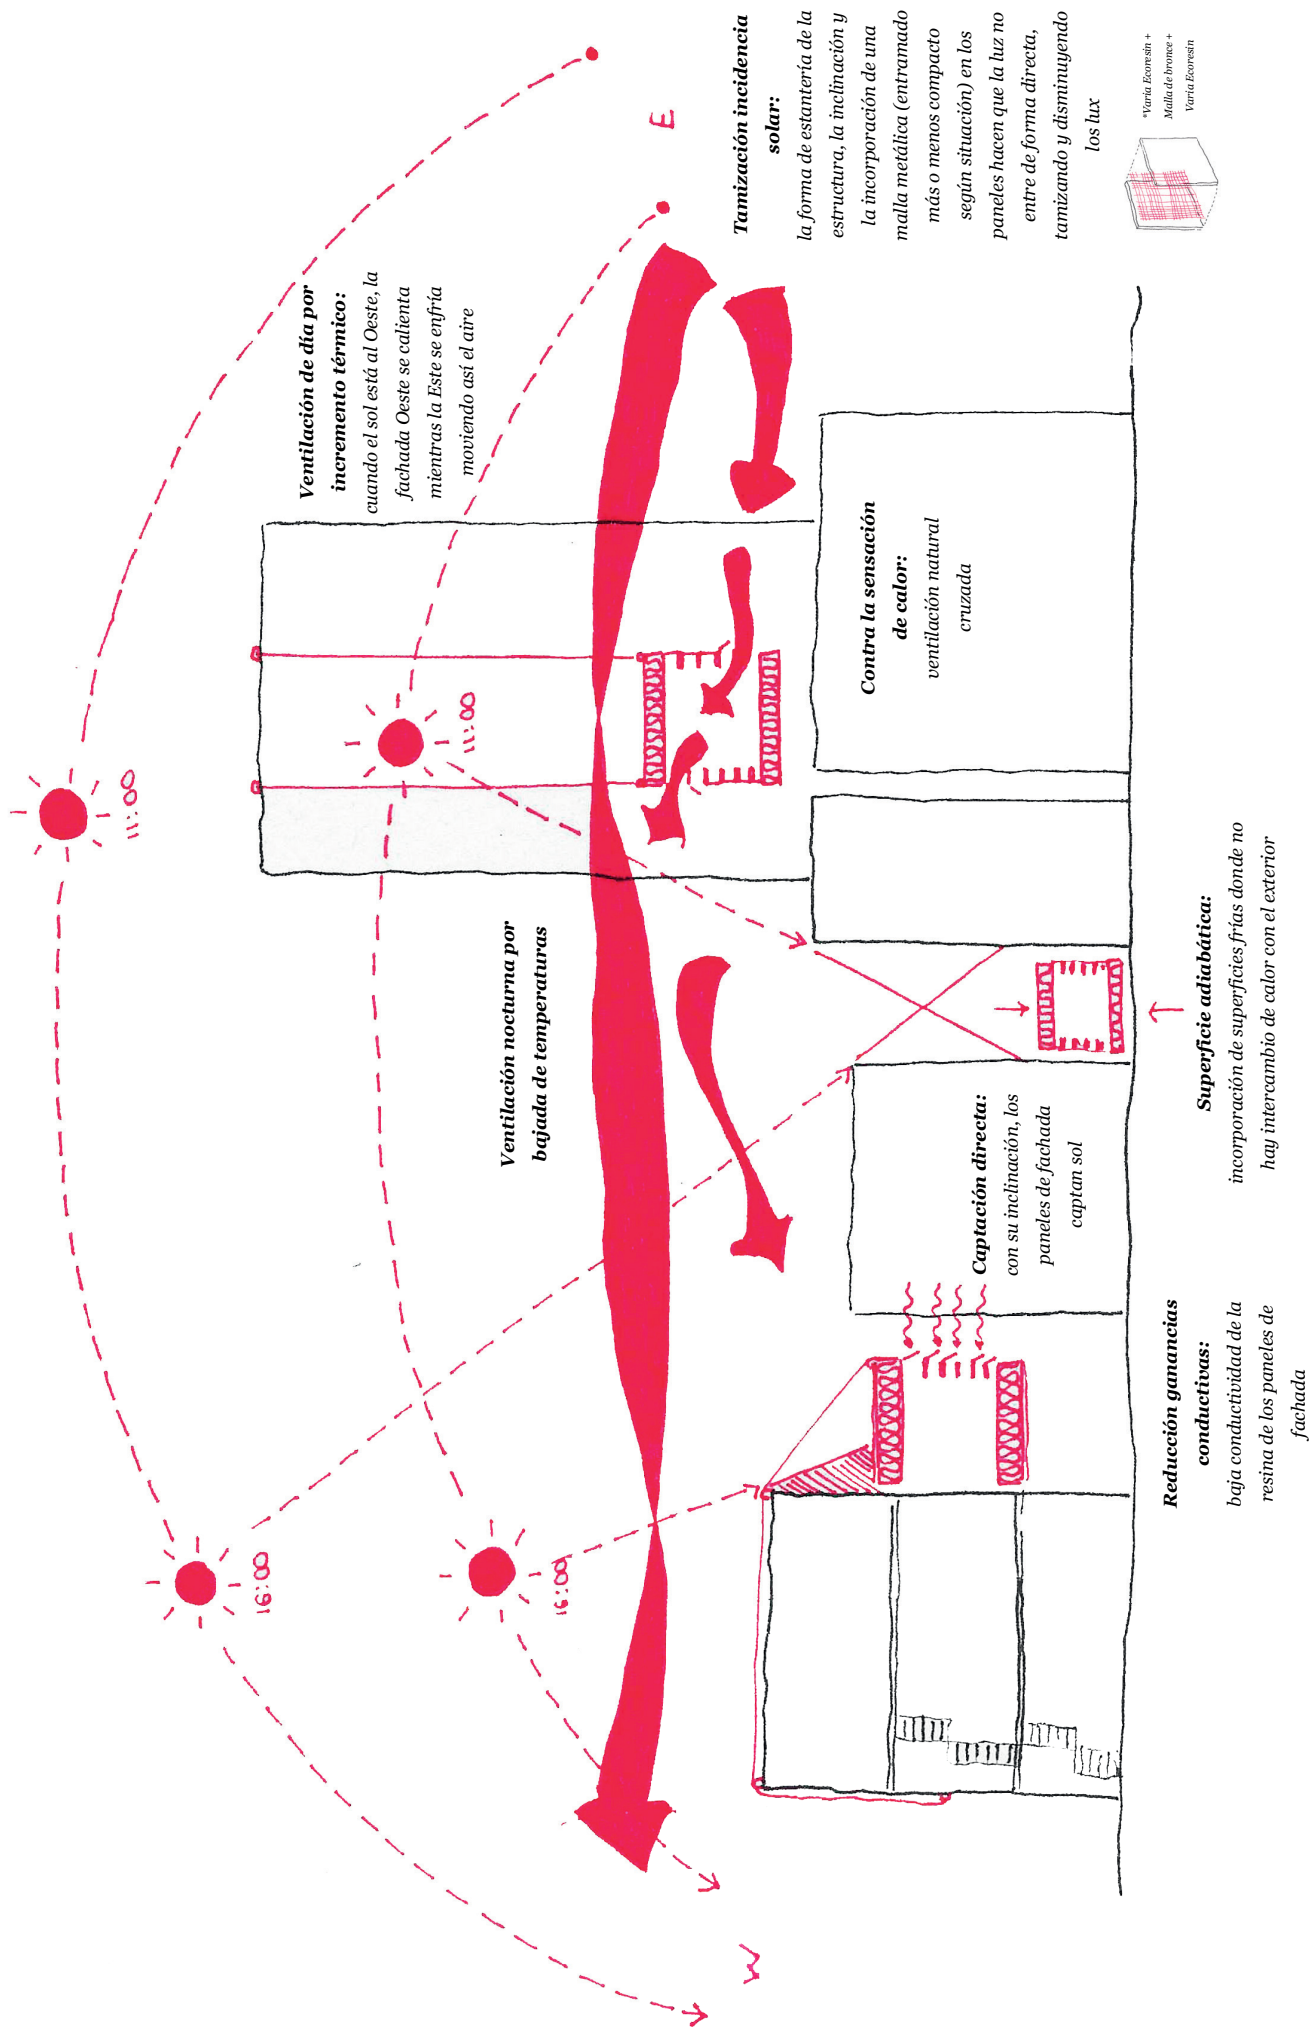 11:00
11:00
16:00
16:00
E
W
Ventilación de día por
incremento térmico:
cuando el sol está al Oeste, la
fachada Oeste se calienta
mientras la Este se enfría
moviendo así el aire
Ventilación nocturna por
bajada de temperaturas
Tamización incidencia
solar:
la forma de estantería de la
estructura, la inclinación y
la incorporación de una
malla metálica (entramado
más o menos compacto
según situación) en los
paneles hacen que la luz no
entre de forma directa,
tamizando y disminuyendo
los lux
*Varia Ecoresin +
Malla de bronce +
Varia Ecoresin
Contra la sensación
de calor:
ventilación natural
cruzada
Captación directa:
con su inclinación, los
paneles de fachada
captan sol
Reducción ganancias
conductivas:
baja conductividad de la
resina de los paneles de
fachada
Superficie adiabática:
incorporación de superficies frías donde no
hay intercambio de calor con el exterior